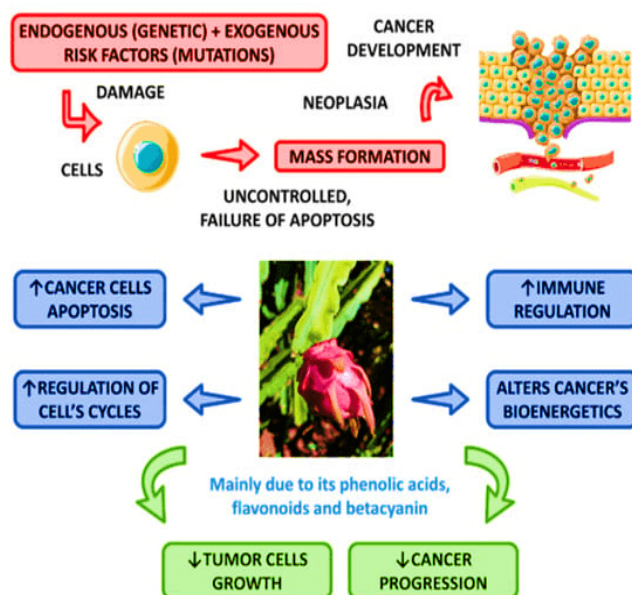 ENDOGENOUS (GENETIC) + EXOGENOUS
RISK FACTORS (MUTATIONS)
CANCER
DEVELOPMENT
DAMAGE
NEOPLASIA
CELLS
MASS FORMATION
UNCONTROLLED,
FAILURE OF APOPTOSIS
↑CANCER CELLS
APOPTOSIS
↑IMMUNE
REGULATION
↑REGULATION OF
CELL'S CYCLES
ALTERS CANCER'S
BIOENERGETICS
Mainly due to its phenolic acids,
flavonoids and betacyanin
↓TUMOR CELLS
GROWTH
↓CANCER
PROGRESSION